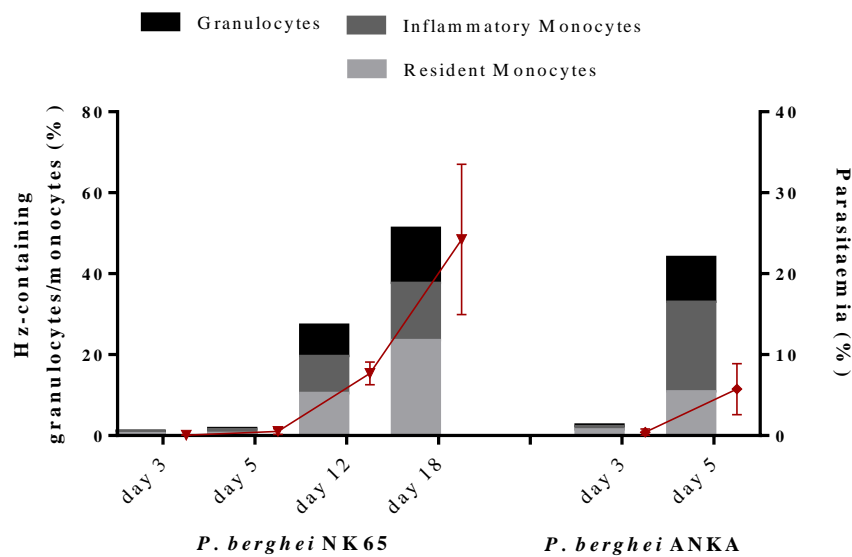 Granulocytes
Inflammatory Monocytes
Resident Monocytes
Hz-containing
granulocytes/monocytes (%)
80
60
40
20
0
40
30
20
10
0
Parasitaemia (%)
day 3
day 5
day 12
day 18
day 3
day 5
P. berghei NK65
P. berghei ANKA